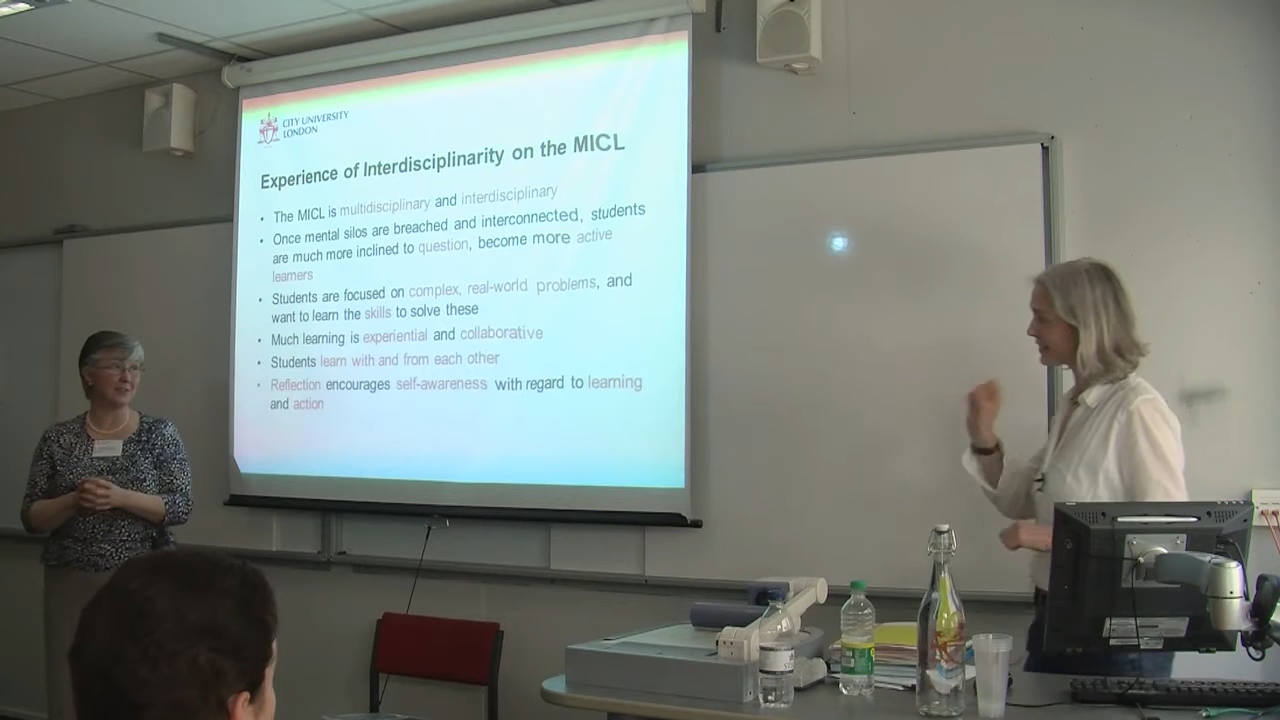 CITY UNIVERSITY
LONDON
Experience of Interdisciplinarity on the MICL
• The MICL is multidisciplinary and interdisciplinary
• Once mental silos are breached and interconnected, students
are much more inclined to question, become more active
learners
• Students are focused on complex, real-world problems, and
want to learn the skills to solve these
• Much learning is experiential and collaborative
• Students learn with and from each other
• Reflection encourages self-awareness with regard to learning
and action